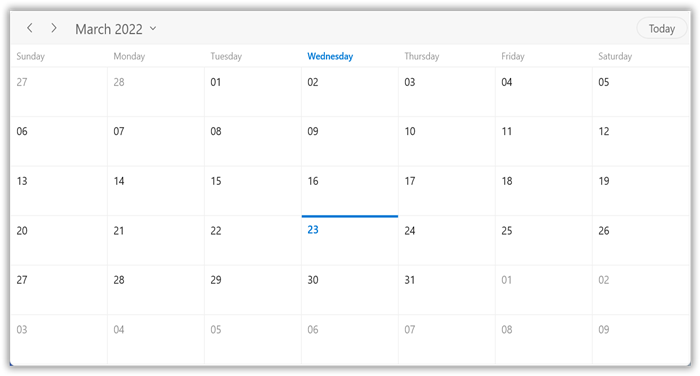 March 2022 Today
Sunday Monday Tuesday Wednesday Thursday Friday Saturday
27 28 01 02 03 04 05
06 07 08 09 10 11 12
13 14 15 16 17 18 19
20 21 22 23 24 25 26
27 28 29 30 31 01 02
03 04 05 06 07 08 09